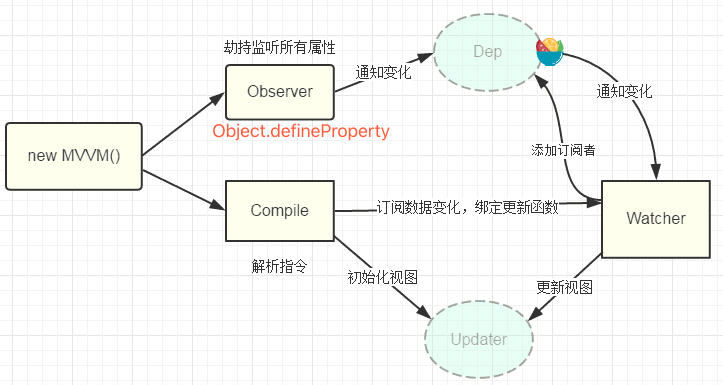 劫持监听所有属性
Observer
Object.defineProperty
通知变化
Dep
通知变化
new MVVM()
添加订阅者
Compile
订阅数据变化，绑定更新函数
Watcher
解析指令
初始化视图
更新视图
Updater